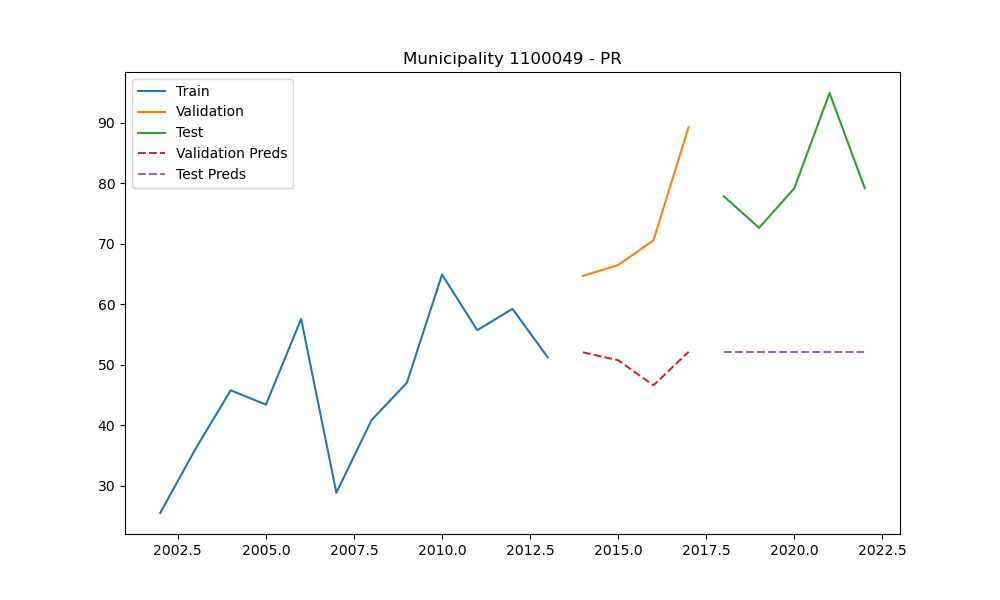 Municipality 1100049 - PR
Train
Validation
Test
Validation Preds
Test Preds
90
80
70
60
50
40
30
2002.5 2005.0 2007.5 2010.0 2012.5 2015.0 2017.5 2020.0 2022.5